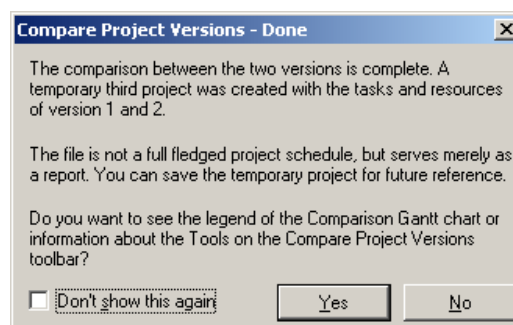 Compare Project Versions - Done
The comparison between the two versions is complete. A
temporary third project was created with the tasks and resources
of version 1 and 2.
The file is not a full fledged project schedule, but serves merely as
a report. You can save the temporary project for future reference.
Do you want to see the legend of the Comparison Gantt chart or
information about the Tools on the Compare Project Versions
toolbar?
Don't show this again
Yes
No